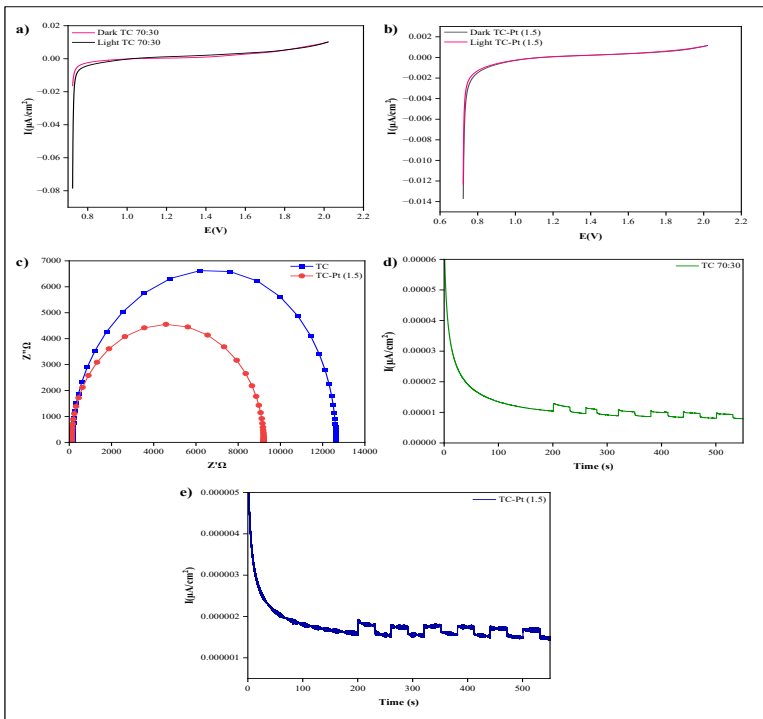 a)
Dark TC 70:30
Light TC 70:30
0.02
0.00
−0.02
−0.04
−0.06
−0.08
I(µA/cm²)
0.8 1.0 1.2 1.4 1.6 1.8 2.0 2.2
E(V)
b)
Dark TC-Pt (1.5)
Light TC-Pt (1.5)
0.002
0.000
−0.002
−0.004
−0.006
−0.008
−0.010
−0.012
−0.014
I(µA/cm²)
0.6 0.8 1.0 1.2 1.4 1.6 1.8 2.0 2.2
E(V)
c)
TC
TC-Pt (1.5)
7000
6000
5000
4000
3000
2000
1000
0
Z"Ω
0 2000 4000 6000 8000 10000 12000 14000
Z'Ω
d)
TC 70:30
0.00006
0.00005
0.00004
0.00003
0.00002
0.00001
0.00000
I(µA/cm²)
0 100 200 300 400 500
Time (s)
e)
TC-Pt (1.5)
0.000005
0.000004
0.000003
0.000002
0.000001
I(µA/cm²)
0 100 200 300 400 500
Time (s)